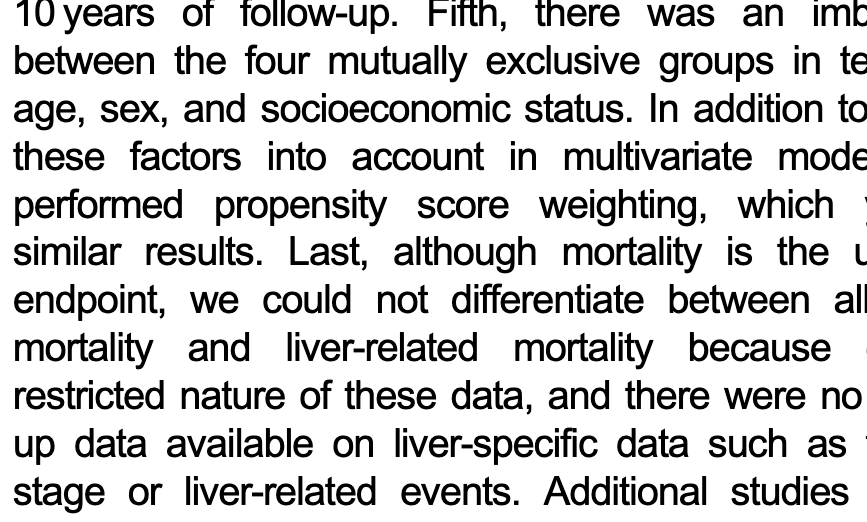 10 years of follow-up. Fifth, there was an
between the four mutually exclusive groups in
age, sex, and socioeconomic status. In addition to
these factors into account in multivariate
performed propensity score weighting, which
similar results. Last, although mortality is the
endpoint, we could not differentiate between
mortality and liver-related mortality because
restricted nature of these data, and there were no
up data available on liver-specific data such as
stage or liver-related events. Additional studies